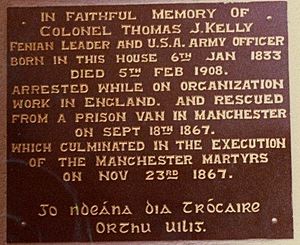 In Faithful Memory Of
Colonel Thomas J. Kelly
Fenian Leader and U.S.A. Army Officer
Born in this House 6th Jan 1833
Died 5th Feb 1908.
Arrested while on Organization
Work in England. And Rescued
From a Prison Van in Manchester
on Sept 18th 1867.
Which Culminated in the Execution
of the Manchester Martyrs
on Nov 23rd 1867.
Go ndeána Dia Trócaire
Orthu Uilig.